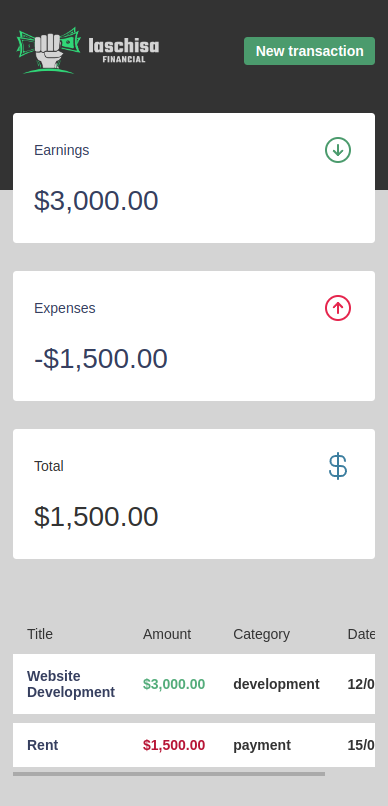 laschisa
FINANCIAL
New transaction
Earnings
$3,000.00
Expenses
-$1,500.00
Total
$1,500.00
Title Amount Category Date
Website
Development $3,000.00 development 12/0
Rent $1,500.00 payment 15/0